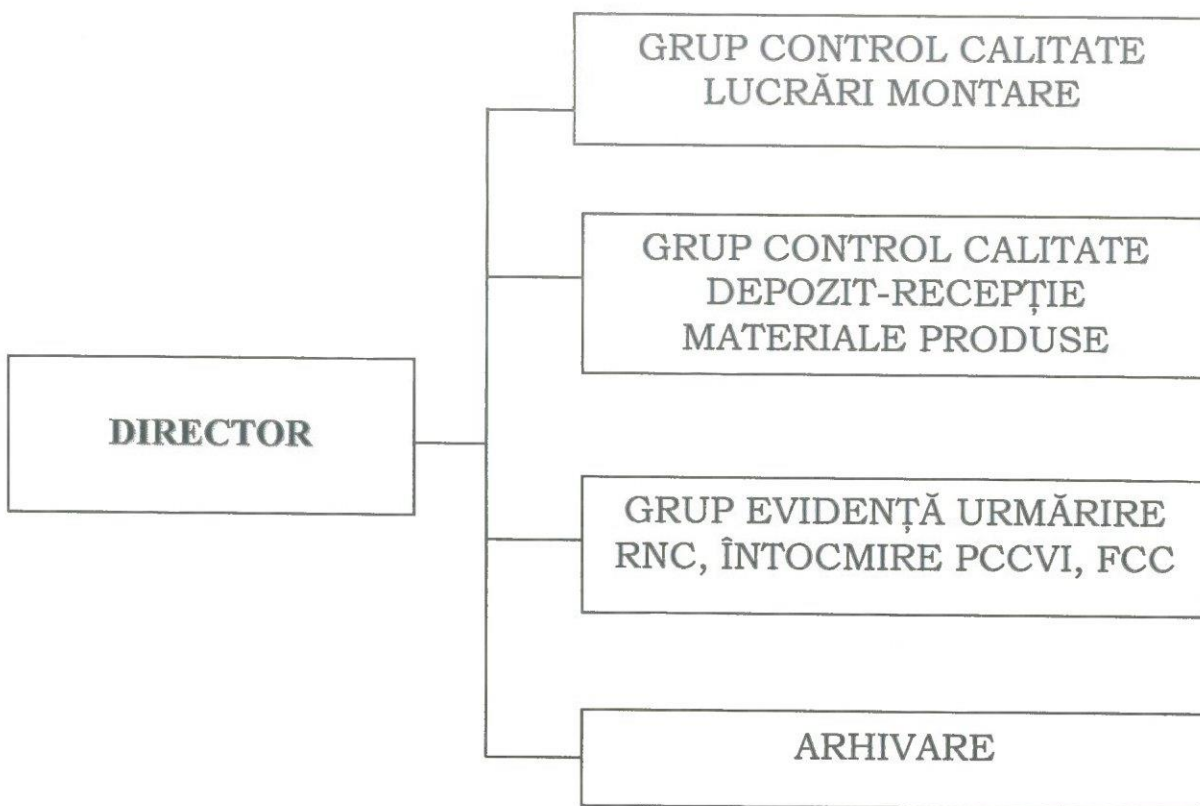 GRUP CONTROL CALITATE
LUCRĂRI MONTARE
GRUP CONTROL CALITATE
DEPOZIT-RECEPȚIE
MATERIALE PRODUSE
DIRECTOR
GRUP EVIDENȚĂ URMĂRIRE
RNC, ÎNTOCMIRE PCCVI, FCC
ARHIVARE